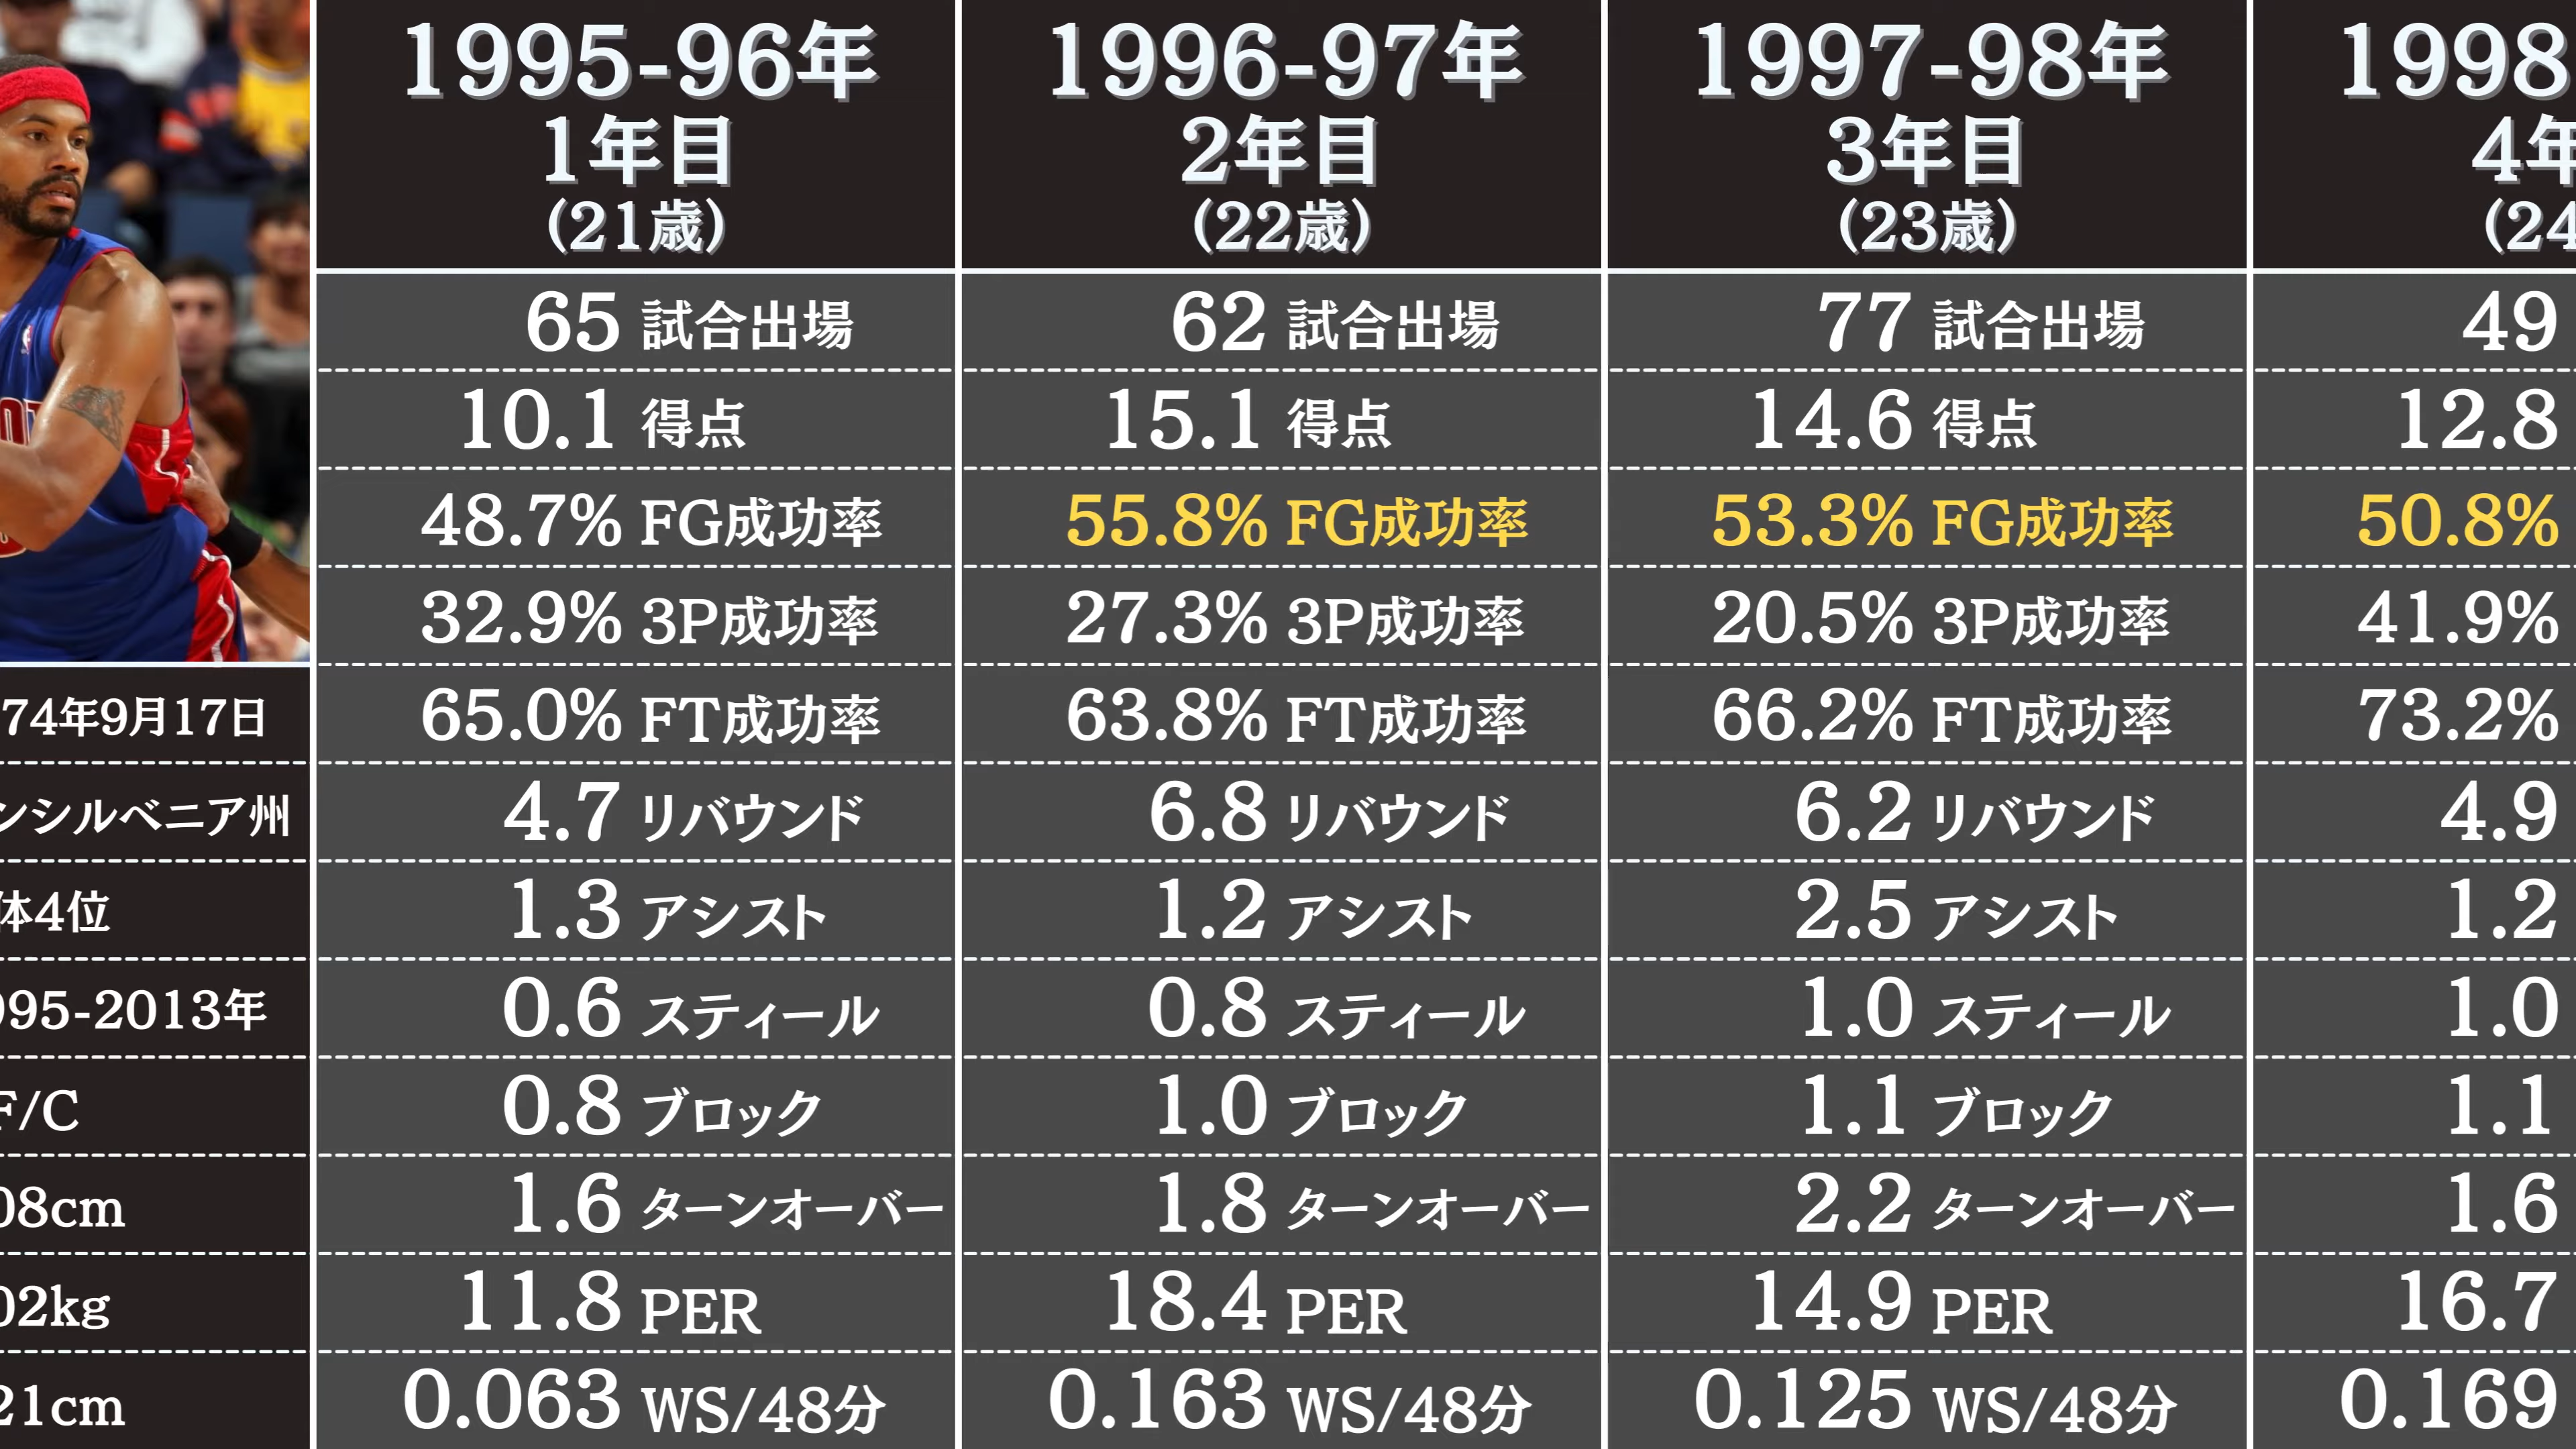 74年9月17日
ンシルベニア州
体4位
995-2013年
F/C
08cm
02kg
21cm
1995-96年
1年目
(21歳)
65 試合出場
10.1 得点
48.7% FG成功率
32.9% 3P成功率
65.0% FT成功率
4.7 リバウンド
1.3 アシスト
0.6 スティール
0.8 ブロック
1.6 ターンオーバー
11.8 PER
0.063 WS/48分
1996-97年
2年目
(22歳)
62 試合出場
15.1 得点
55.8% FG成功率
27.3% 3P成功率
63.8% FT成功率
6.8 リバウンド
1.2 アシスト
0.8 スティール
1.0 ブロック
1.8 ターンオーバー
18.4 PER
0.163 WS/48分
1997-98年
3年目
(23歳)
77 試合出場
14.6 得点
53.3% FG成功率
20.5% 3P成功率
66.2% FT成功率
6.2 リバウンド
2.5 アシスト
1.0 スティール
1.1 ブロック
2.2 ターンオーバー
14.9 PER
0.125 WS/48分
1998
4年
(24
49
12.8
50.8%
41.9%
73.2%
4.9
1.2
1.0
1.1
1.6
16.7
0.169